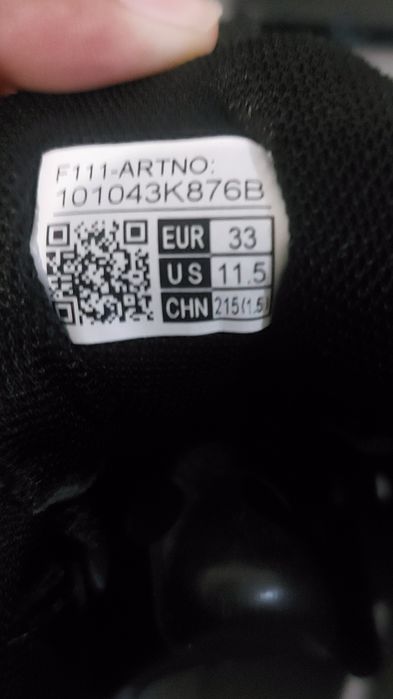 F111-ARTNO:
101043K876B
EUR 33
US 11.5
CHN 215(1.5)